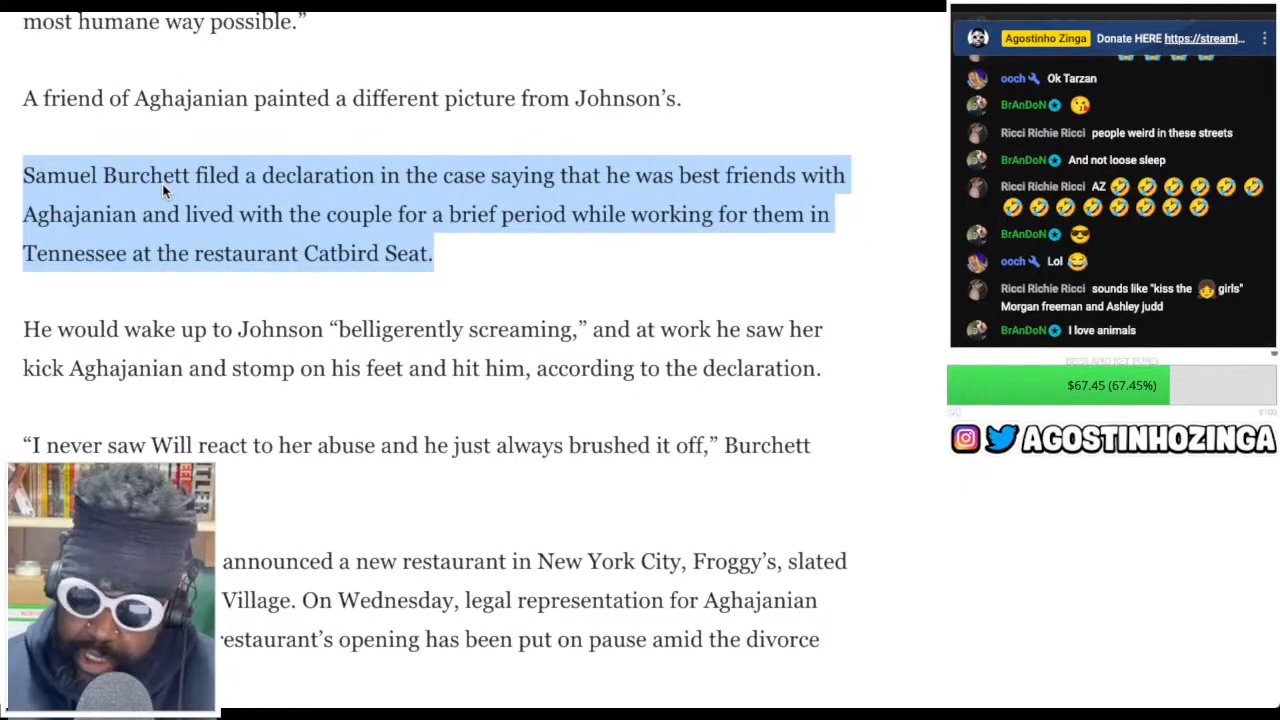 most humane way possible.”
A friend of Aghajanian painted a different picture from Johnson’s.
Samuel Burchett filed a declaration in the case saying that he was best friends with
Aghajanian and lived with the couple for a brief period while working for them in
Tennessee at the restaurant Catbird Seat.
He would wake up to Johnson “belligerently screaming,” and at work he saw her
kick Aghajanian and stomp on his feet and hit him, according to the declaration.
“I never saw Will react to her abuse and he just always brushed it off,” Burchett
announced a new restaurant in New York City, Froggy’s, slated
Village. On Wednesday, legal representation for Aghajanian
restaurant’s opening has been put on pause amid the divorce
Agostinho Zinga Donate HERE https://streaml...
ooch Ok Tarzan
BrAnDoN
Ricci Richie Ricci people weird in these streets
BrAnDoN And not loose sleep
Ricci Richie Ricci AZ
BrAnDoN
ooch Lol
Ricci Richie Ricci sounds like "kiss the girls"
Morgan freeman and Ashley judd
BrAnDoN I love animals
$67.45 (67.45%)
$100
AGOSTINHOZINGA